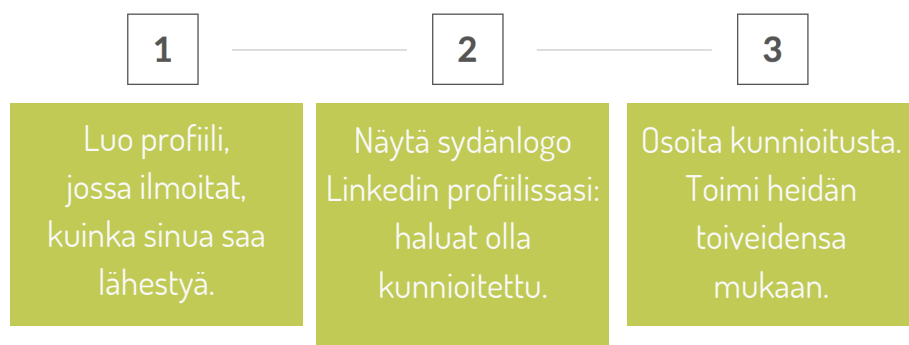 1
2
3
Luo profiili,
jossa ilmoitat,
kuinka sinua saa
lähestyä.
Näytä sydänlogo
Linkedin profiilissasi:
haluat olla
kunnioitettu.
Osoita kunnioitusta.
Toimi heidän
toiveidensa
mukaan.